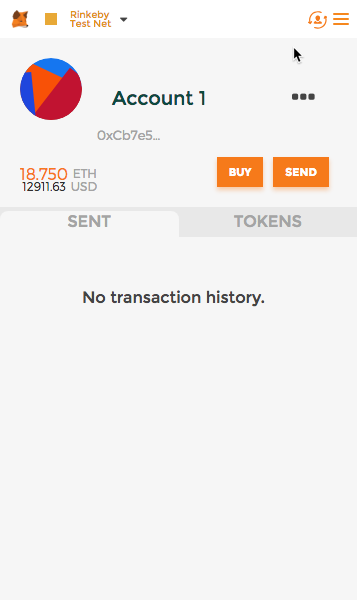 Rinkeby
Test Net
Account 1
0xCb7e5...
18.750 ETH
12911.63 USD
BUY
SEND
SENT
TOKENS
No transaction history.